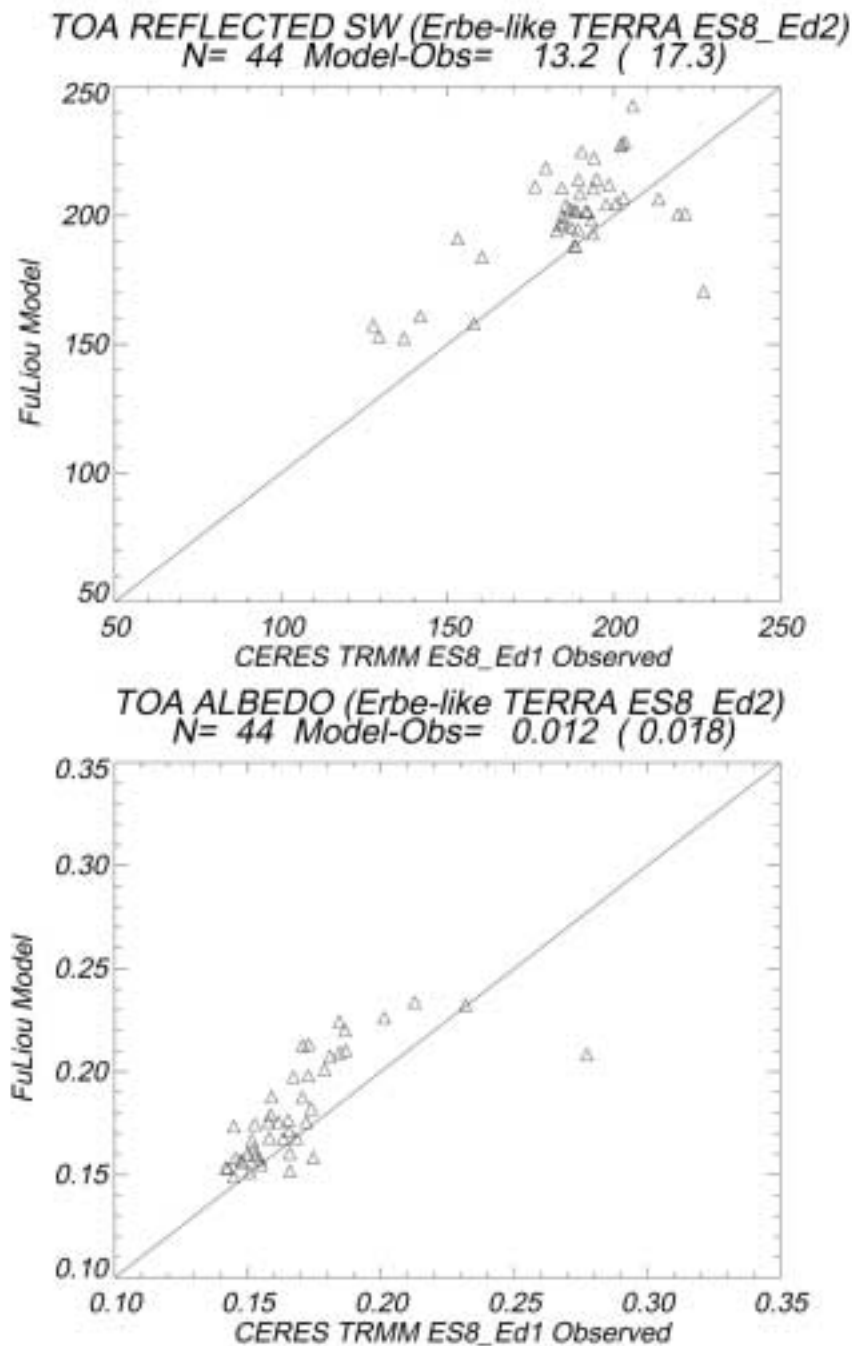 TOA REFLECTED SW (Erbe-like TERRA ES8_Ed2)
N= 44 Model-Obs= 13.2 ( 17.3)
250
200
150
100
50
FuLiou Model
50 100 150 200 250
CERES TRMM ES8_Ed1 Observed
TOA ALBEDO (Erbe-like TERRA ES8_Ed2)
N= 44 Model-Obs= 0.012 ( 0.018)
0.35
0.30
0.25
0.20
0.15
0.10
FuLiou Model
0.10 0.15 0.20 0.25 0.30 0.35
CERES TRMM ES8_Ed1 Observed